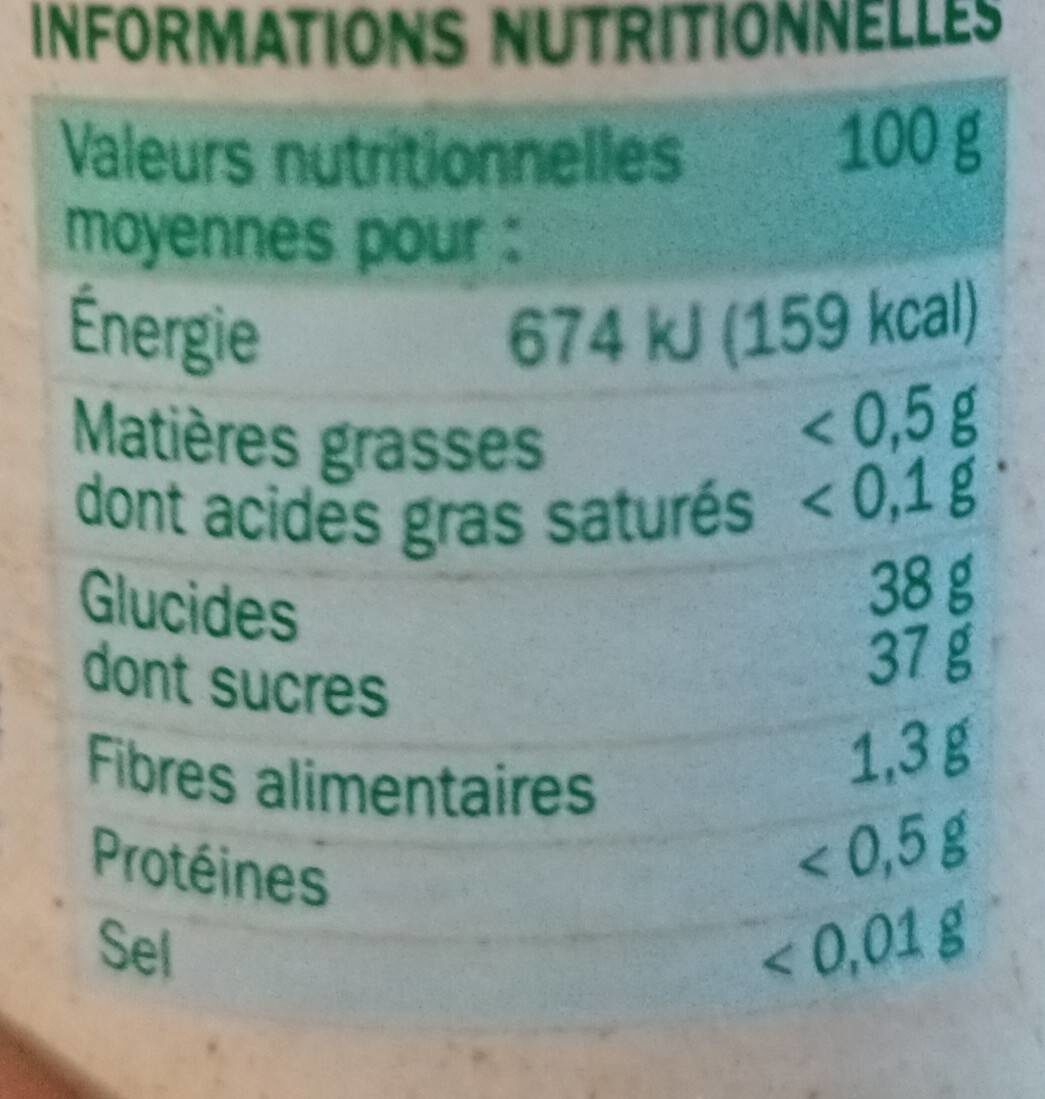 INFORMATIONS NUTRITIONNELLES
Valeurs nutritionnelles 100 g
moyennes pour :
Énergie 674 kJ (159 kcal)
Matières grasses < 0,5 g
dont acides gras saturés < 0,1 g
Glucides 38 g
dont sucres 37 g
Fibres alimentaires 1,3 g
Protéines < 0,5 g
Sel < 0,01 g